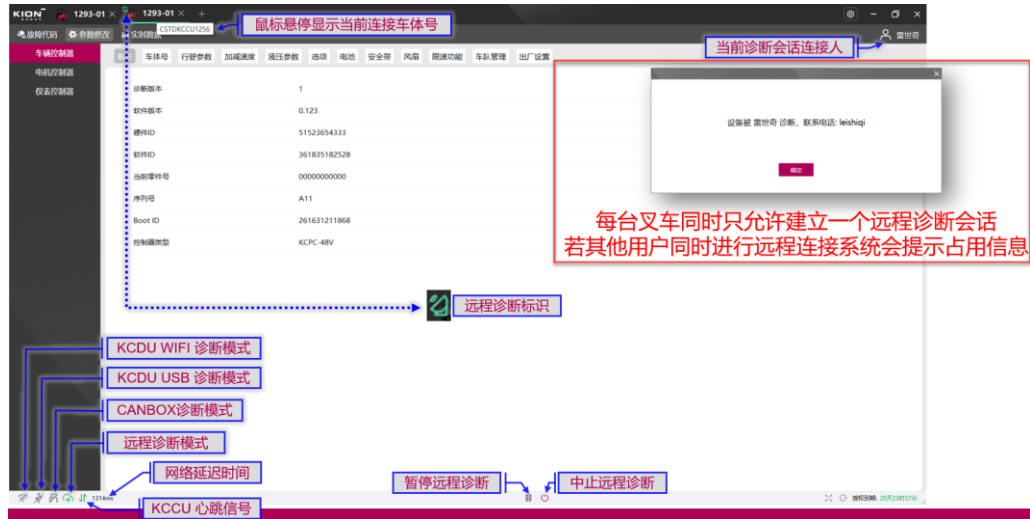 KION 1293-01 × 1293-01 × +
故障代码 参数修改 实时数据
CSTDKCCU1256
鼠标悬停显示当前连接车体号
当前诊断会话连接人
雷世奇
车辆控制器
电机控制器
仪表控制器
车体号 行驶参数 加减速度 液压参数 选项 电池 安全带 风扇 限速功能 车队管理 出厂设置
诊断版本 1
软件版本 0.123
硬件ID 51523654333
软件ID 361835182528
当前零件号 00000000000
序列号 A11
Boot ID 261631211868
控制器类型 KCPC-48V
设备被 雷世奇 诊断，联系电话: leishiqi
确定
每台叉车同时只允许建立一个远程诊断会话
若其他用户同时进行远程连接系统会提示占用信息
远程诊断标识
KCDU WIFI 诊断模式
KCDU USB 诊断模式
CANBOX诊断模式
远程诊断模式
网络延迟时间
暂停远程诊断
中止远程诊断
1314ms
授权到期: 20天23时37分
KCCU 心跳信号